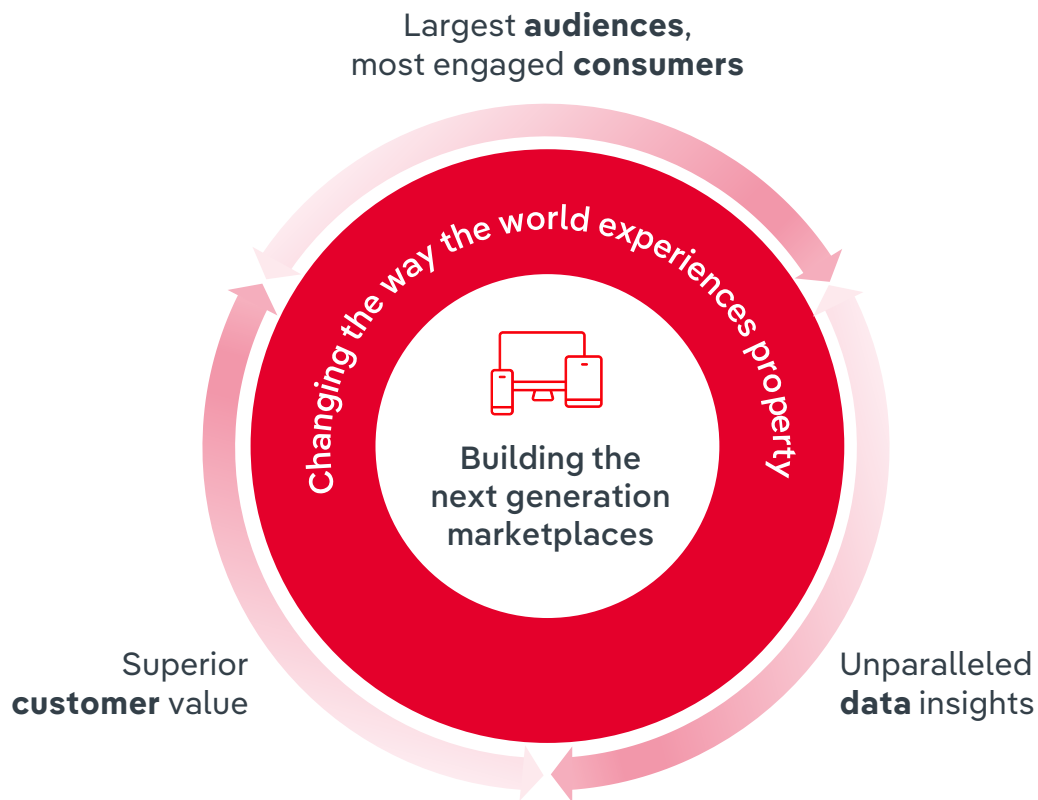 Largest audiences,
most engaged consumers
Changing the way the world experiences property
Building the
next generation
marketplaces
Superior
customer value
Unparalleled
data insights